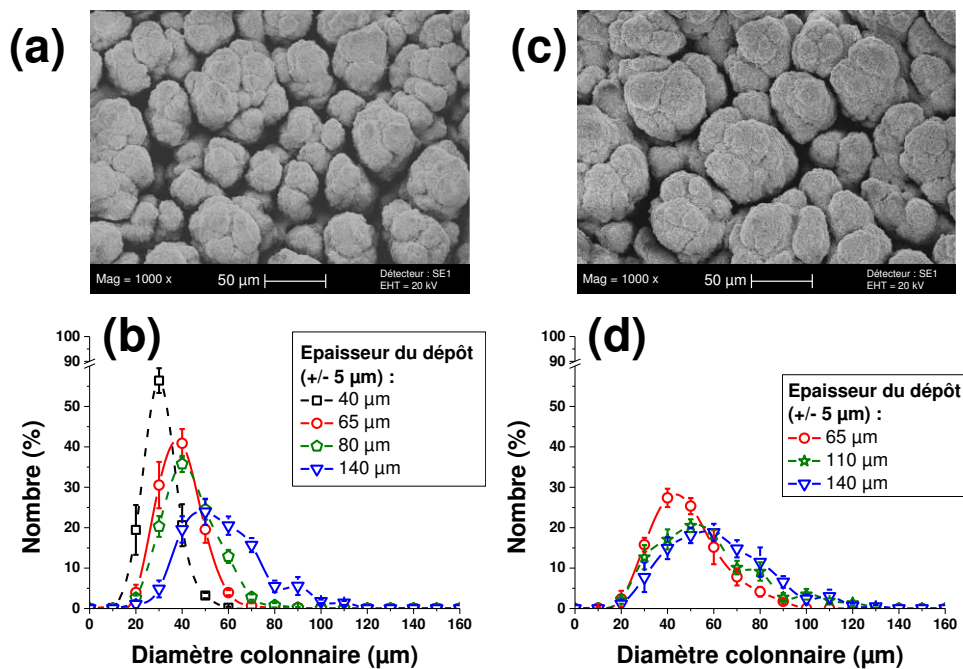 (a)
Mag = 1000 x
50 µm
Détecteur : SE1
EHT = 20 kV
(c)
Mag = 1000 x
50 µm
Détecteur : SE1
EHT = 20 kV
(b)
100
90
50
40
30
20
10
0
Nombre (%)
Epaisseur du dépôt
(+/- 5 µm) :
40 µm
65 µm
80 µm
140 µm
0 20 40 60 80 100 120 140 160
Diamètre colonnaire (µm)
(d)
100
90
50
40
30
20
10
0
Nombre (%)
Epaisseur du dépôt
(+/- 5 µm) :
65 µm
110 µm
140 µm
0 20 40 60 80 100 120 140 160
Diamètre colonnaire (µm)